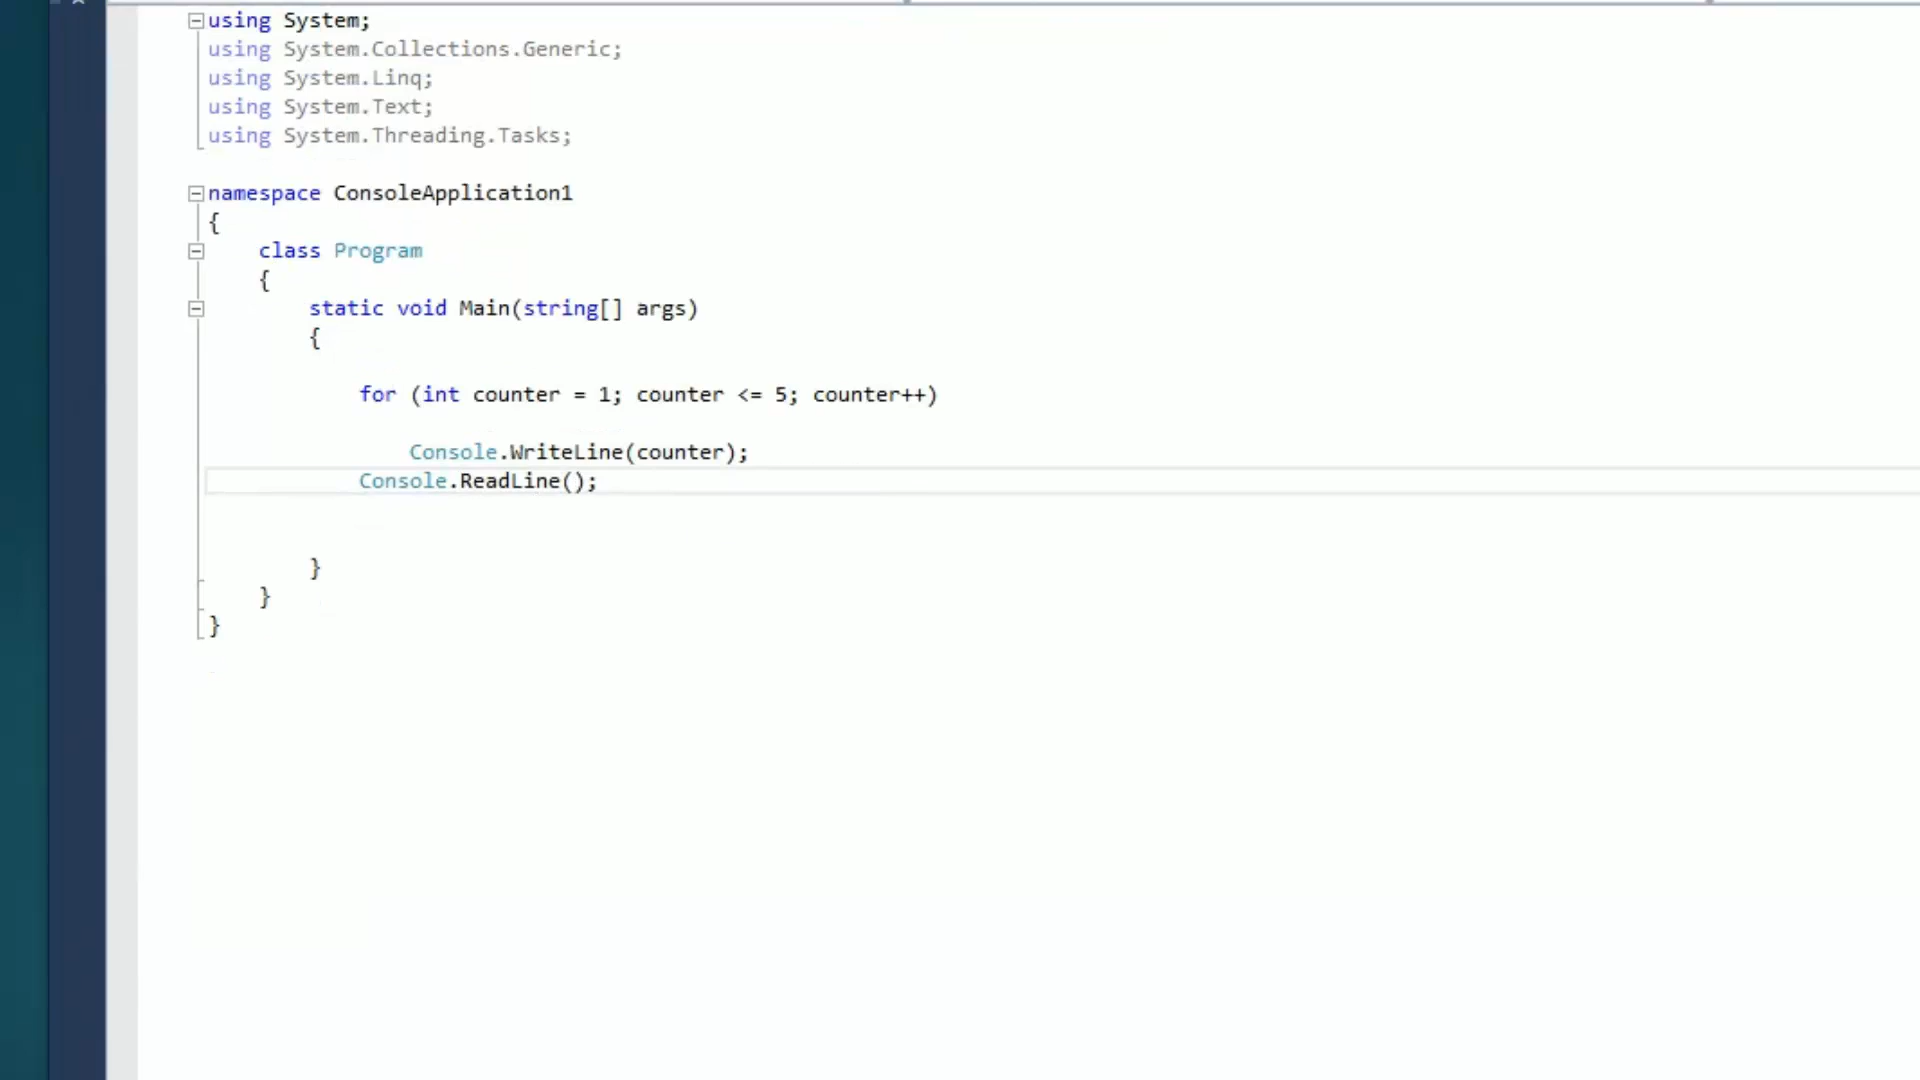 using System;
using System.Collections.Generic;
using System.Linq;
using System.Text;
using System.Threading.Tasks;
namespace ConsoleApplication1
{
class Program
{
static void Main(string[] args)
{
for (int counter = 1; counter <= 5; counter++)
Console.WriteLine(counter);
Console.ReadLine();
}
}
}